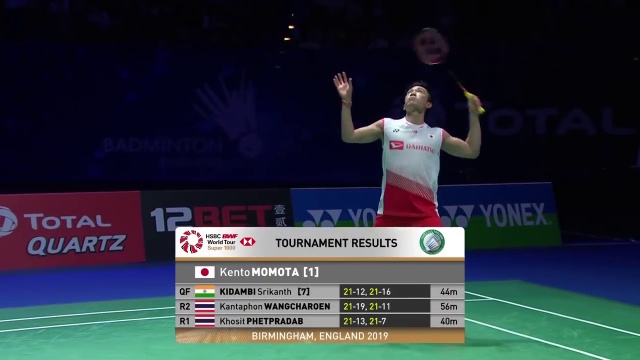 BADMINTON
TOTAL
DAIHATSU
TOTAL
QUARTZ
12BET
YONEX
YONEX
HSBC BWF
World Tour
Super 1000
TOURNAMENT RESULTS
Kento MOMOTA [1]
QF KIDAMBI Srikanth [7] 21-12, 21-16 44m
R2 Kantaphon WANGCHAROEN 21-19, 21-11 56m
R1 Khosit PHETPRADAB 21-13, 21-7 40m
BIRMINGHAM, ENGLAND 2019